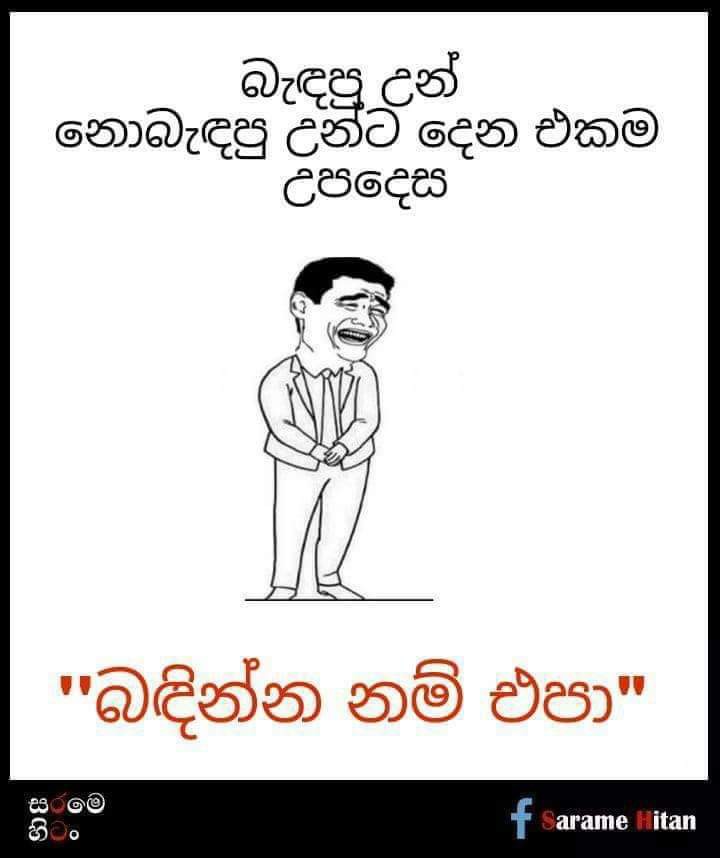 බැඳපු උන්
නොබැඳපු උන්ට දෙන එකම
උපදෙස
"බඳින්න නම් එපා"
සරමෙ
හිටං
f Sarame Hitan